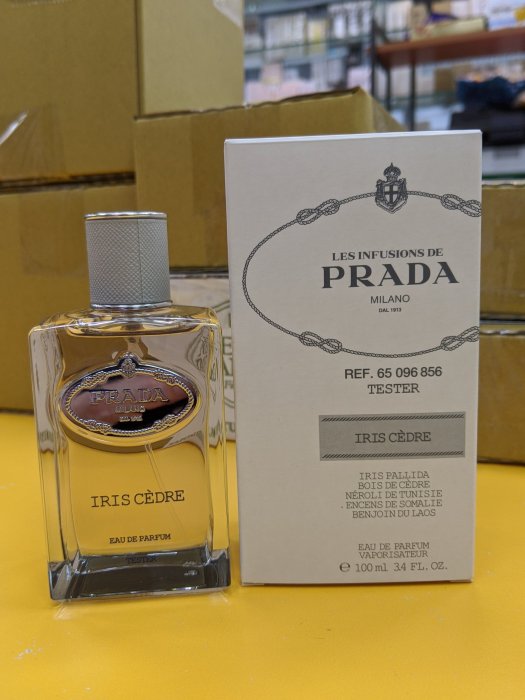 PRADA
MILANO
IRIS CÈDRE
EAU DE PARFUM
TESTER
LES INFUSIONS DE
PRADA
MILANO
DAL 1913
REF. 65 096 856
TESTER
IRIS CÈDRE
IRIS PALLIDA
BOIS DE CÈDRE
NÉROLI DE TUNISIE
ENCENS DE SOMALIE
BENJOIN DU LAOS
EAU DE PARFUM
VAPORISATEUR
℮ 100 ml 3.4 FL. OZ.